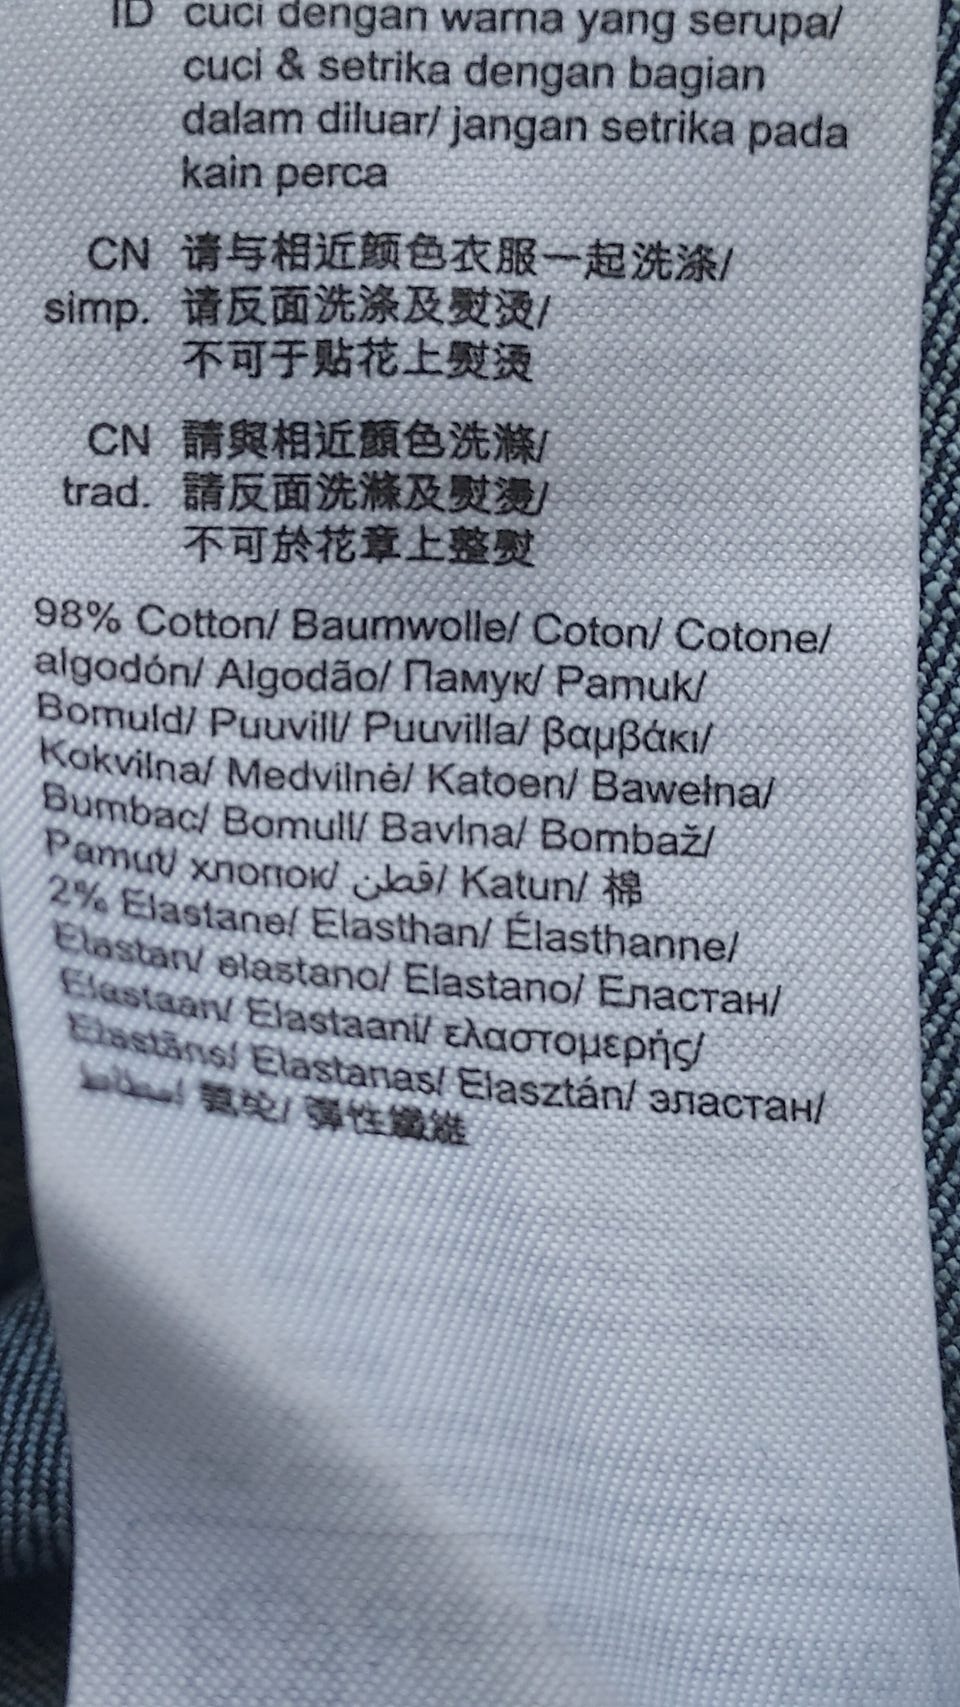 ID cuci dengan warna yang serupa/
cuci & setrika dengan bagian
dalam diluar/ jangan setrika pada
kain perca
CN 请与相近颜色衣服一起洗涤/
simp. 请反面洗涤及熨烫/
不可于贴花上熨烫
CN 請與相近顏色洗滌/
trad. 請反面洗滌及熨燙/
不可於花章上整熨
98% Cotton/ Baumwolle/ Coton/ Cotone/
algodón/ Algodão/ Памук/ Pamuk/
Bomuld/ Puuvill/ Puuvilla/ βαμβάκι/
Kokvilna/ Medvilnė/ Katoen/ Bawełna/
Bumbac/ Bomull/ Bavlna/ Bombaž/
Pamut/ хлопок/ قطن/ Katun/ 棉
2% Elastane/ Elasthan/ Élasthanne/
Elastan/ elastano/ Elastano/ Еластан/
Elastaan/ Elastaani/ ελαστομερής/
Elastāns/ Elastanas/ Elasztán/ эластан/
氨纶/ 彈性纖維